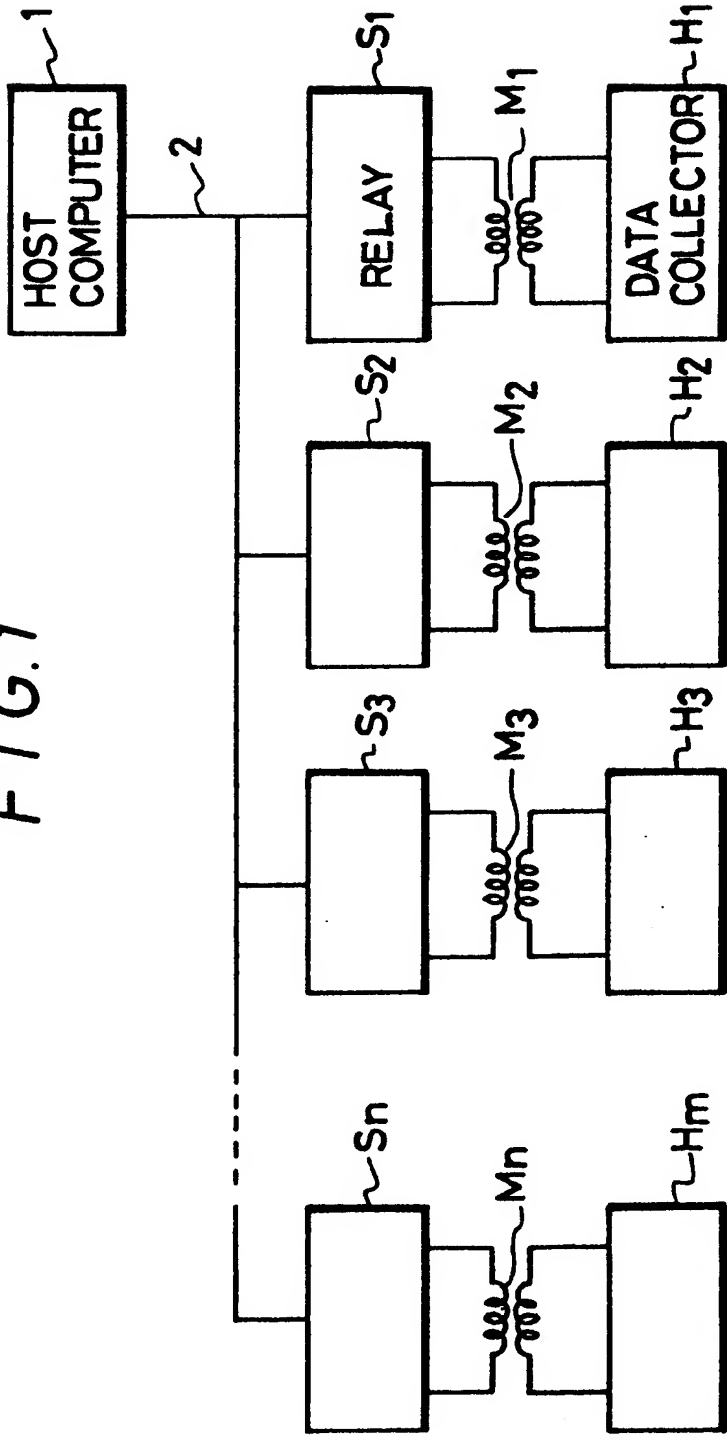 FIG. 1
HOST
COMPUTER
1
2
Sn
S3
S2
RELAY
S1
Mn
M3
M2
M1
Hm
H3
H2
DATA
COLLECTOR
H1